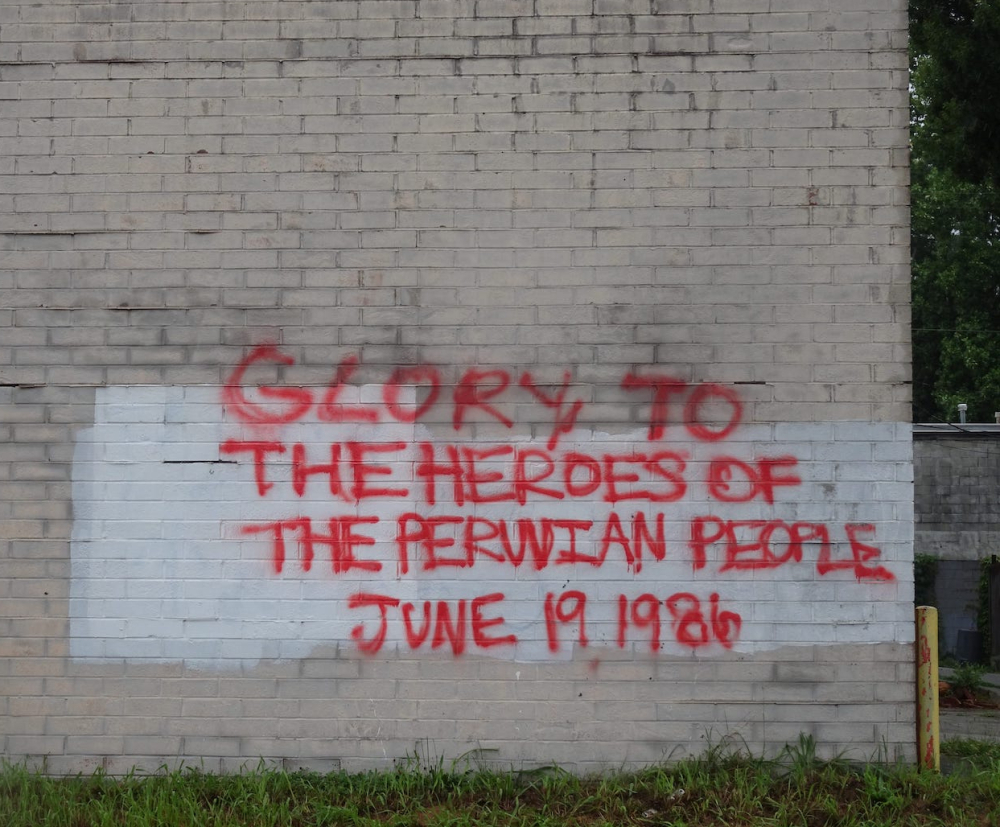 GLORY TO
THE HEROES OF
THE PERUVIAN PEOPLE
JUNE 19 1986